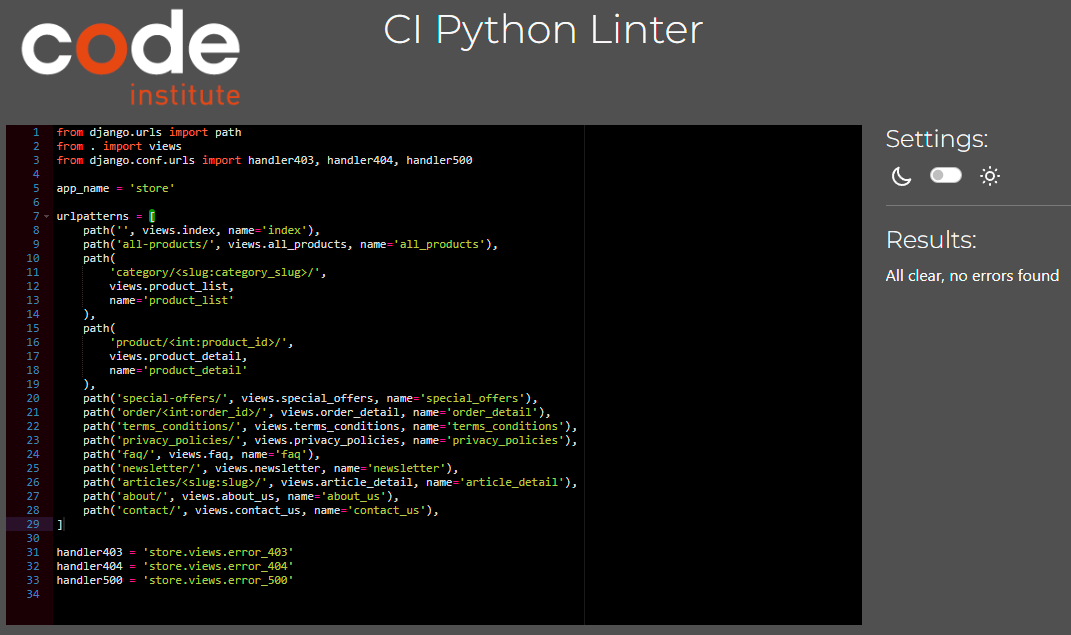 code
institute
CI Python Linter
1 from django.urls import path
2 from . import views
3 from django.conf.urls import handler403, handler404, handler500
4
5 app_name = 'store'
6
7 urlpatterns = [
8     path('', views.index, name='index'),
9     path('all-products/', views.all_products, name='all_products'),
10     path(
11         'category/<slug:category_slug>/',
12         views.product_list,
13         name='product_list'
14     ),
15     path(
16         'product/<int:product_id>/',
17         views.product_detail,
18         name='product_detail'
19     ),
20     path('special-offers/', views.special_offers, name='special_offers'),
21     path('order/<int:order_id>/', views.order_detail, name='order_detail'),
22     path('terms_conditions/', views.terms_conditions, name='terms_conditions'),
23     path('privacy_policies/', views.privacy_policies, name='privacy_policies'),
24     path('faq/', views.faq, name='faq'),
25     path('newsletter/', views.newsletter, name='newsletter'),
26     path('articles/<slug:slug>/', views.article_detail, name='article_detail'),
27     path('about/', views.about_us, name='about_us'),
28     path('contact/', views.contact_us, name='contact_us'),
29 ]
30
31 handler403 = 'store.views.error_403'
32 handler404 = 'store.views.error_404'
33 handler500 = 'store.views.error_500'
34
Settings:
Results:
All clear, no errors found